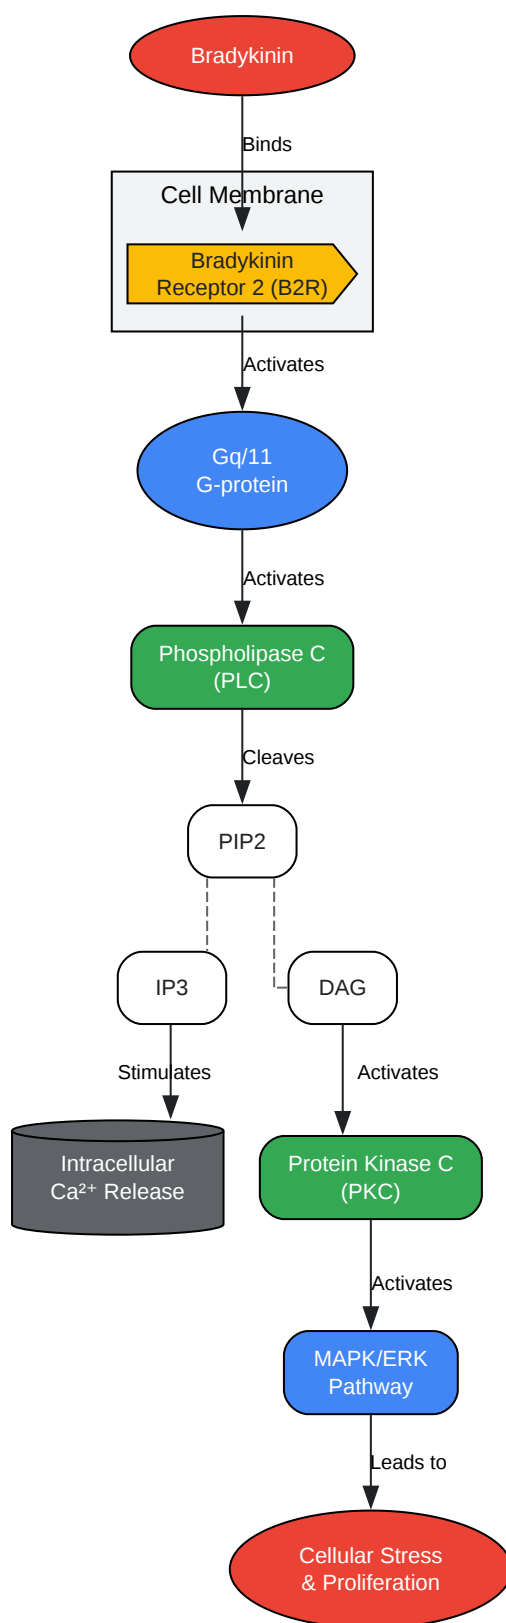 Bradykinin
Binds
Cell Membrane
Bradykinin
Receptor 2 (B2R)
Activates
Gq/11
G-protein
Activates
Phospholipase C
(PLC)
Cleaves
PIP2
IP3
DAG
Stimulates
Activates
Intracellular
Ca²⁺ Release
Protein Kinase C
(PKC)
Activates
MAPK/ERK
Pathway
Leads to
Cellular Stress
& Proliferation